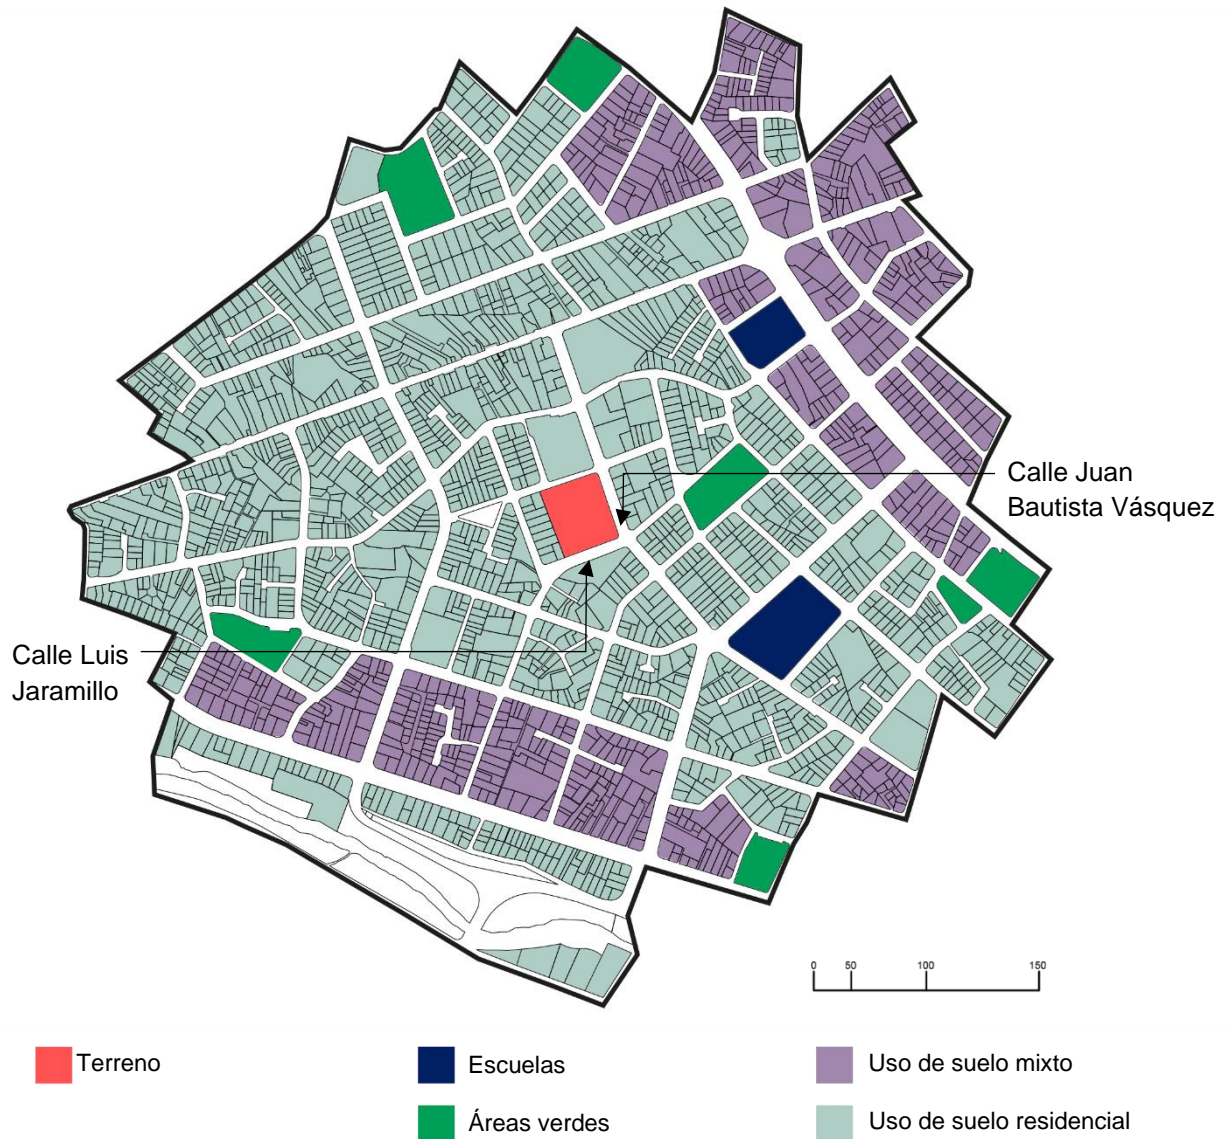 Calle Juan
Bautista Vásquez
Calle Luis
Jaramillo
0 50 100 150
Terreno
Escuelas
Uso de suelo mixto
Áreas verdes
Uso de suelo residencial